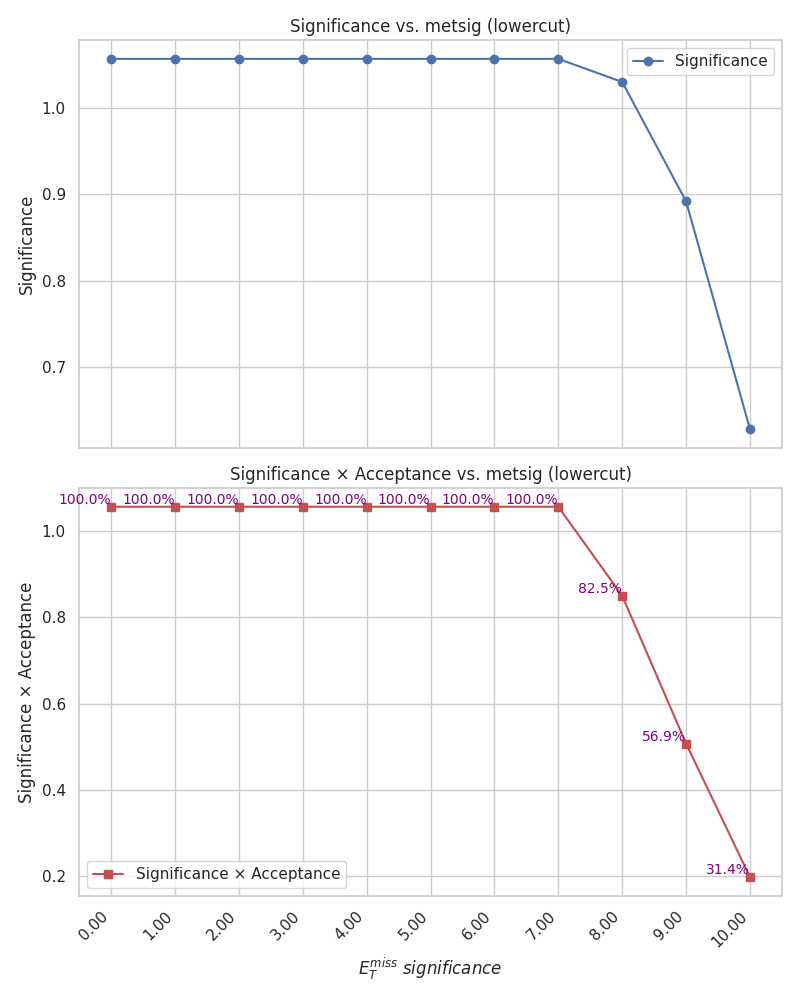 Significance vs. metsig (lowercut)
Significance
1.0
0.9
0.8
0.7
Significance
Significance × Acceptance vs. metsig (lowercut)
100.0% 100.0% 100.0% 100.0% 100.0% 100.0% 100.0% 100.0%
82.5%
56.9%
31.4%
1.0
0.8
0.6
0.4
0.2
Significance × Acceptance
Significance × Acceptance
0.00 1.00 2.00 3.00 4.00 5.00 6.00 7.00 8.00 9.00 10.00
$E_T^{miss}$ significance